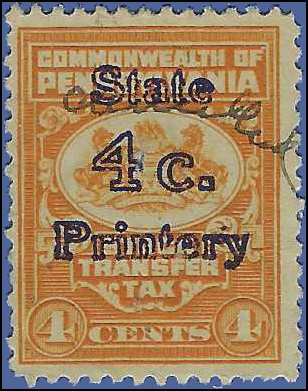 COMMONWEALTH OF
PENNSYLVANIA
State
4 c.
Printery
TRANSFER
TAX
4 CENTS 4